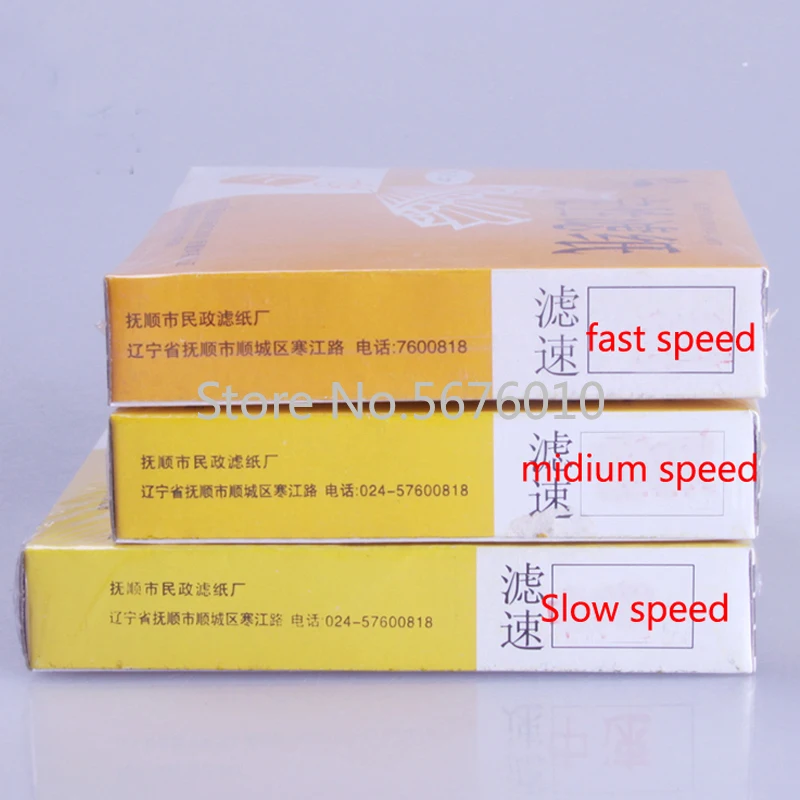 抚顺市民政滤纸厂
辽宁省抚顺市顺城区寒江路 电话:7600818
滤速
fast speed
Store No.5676010
抚顺市民政滤纸厂
辽宁省抚顺市顺城区寒江路 电话:024-57600818
滤速
midium speed
抚顺市民政滤纸厂
辽宁省抚顺市顺城区寒江路 电话:024-57600818
滤速
Slow speed